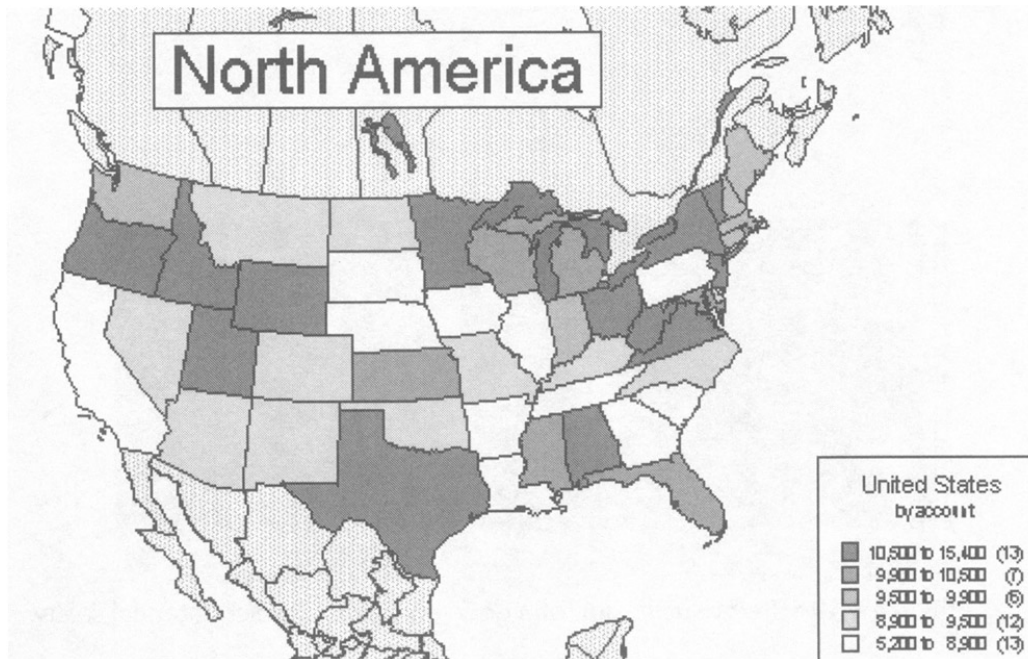 North America
United States
by account
10,500 to 15,400 (13)
9,900 to 10,500 (7)
9,500 to 9,900 (6)
8,900 to 9,500 (12)
5,200 to 8,900 (13)